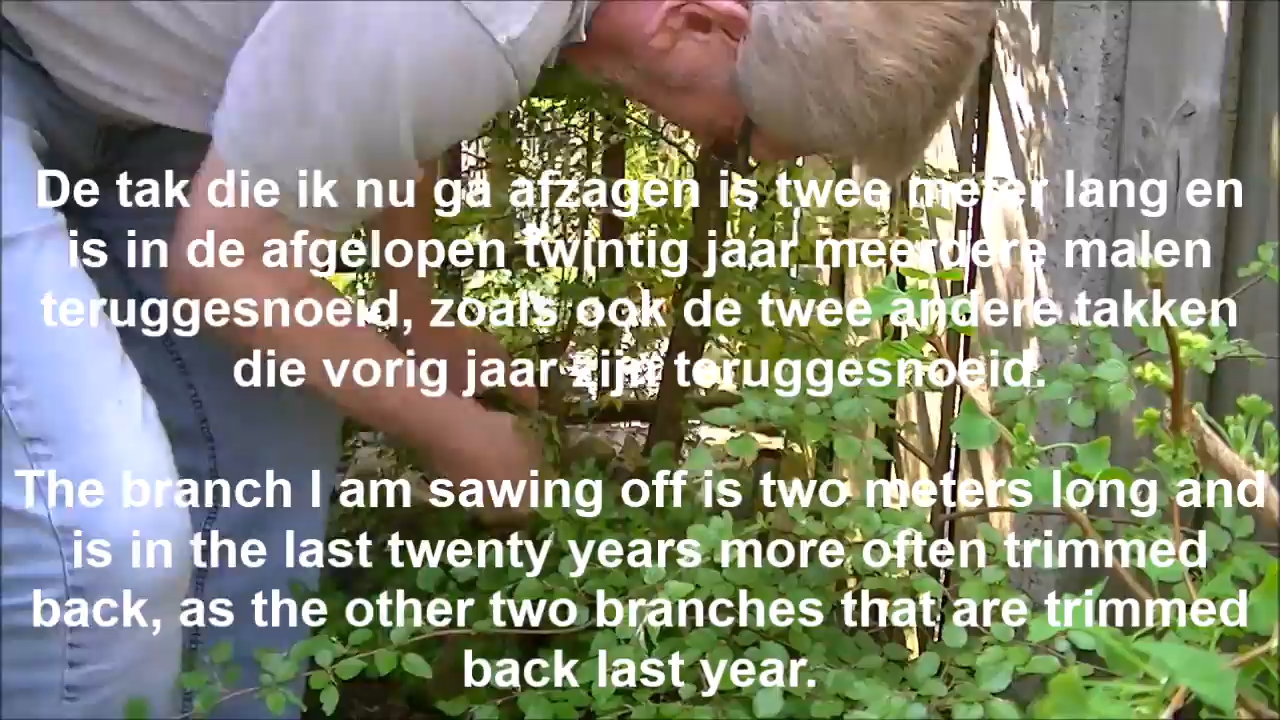 De tak die ik nu ga afzagen is twee meter lang en
is in de afgelopen twintig jaar meerdere malen
teruggesnoeid, zoals ook de twee andere takken
die vorig jaar zijn teruggesnoeid.
The branch I am sawing off is two meters long and
is in the last twenty years more often trimmed
back, as the other two branches that are trimmed
back last year.